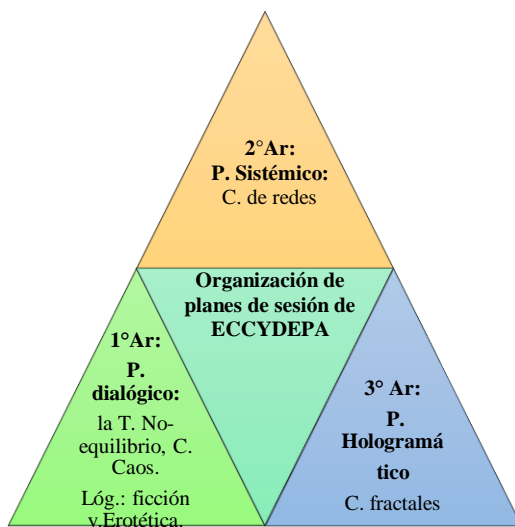 2°Ar:
P. Sistémico:
C. de redes
Organización de
planes de sesión de
ECCYDEPA
1°Ar:
P.
dialógico:
la T. No-
equilibrio, C.
Caos.
Lóg.: ficción
y.Erotética.
3° Ar:
P.
Hologramá
tico
C. fractales